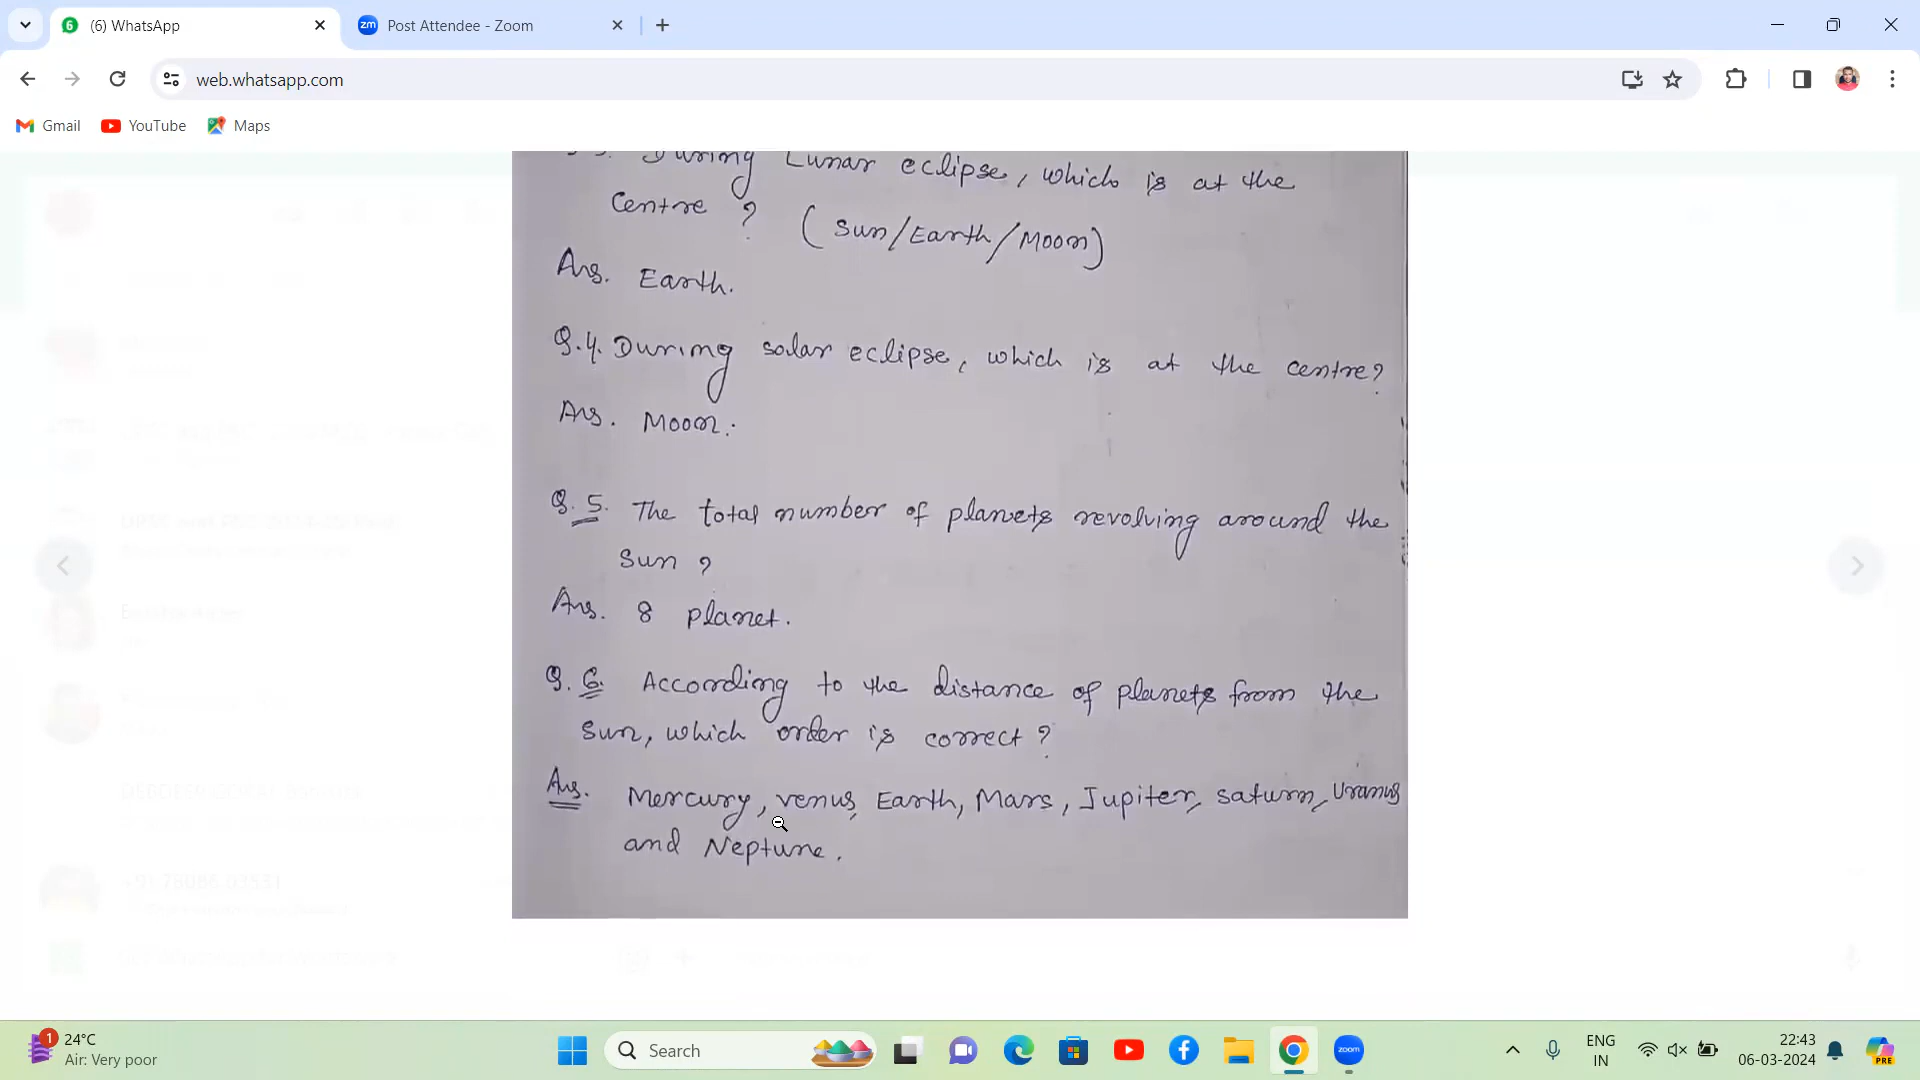 (6) WhatsApp
Post Attendee - Zoom
web.whatsapp.com
Gmail YouTube Maps
During Lunar eclipse, which is at the
Centre ? (Sun/Earth/Moon)
Ans. Earth.
Q.4. During solar eclipse, which is at the centre?
Ans. Moon.
Q.5. The total number of planets revolving around the
Sun ?
Ans. 8 planet.
Q.6. According to the distance of planets from the
Sun, which order is correct ?
Ans. Mercury, venus, Earth, Mars, Jupiter, saturn, Uranus
and Neptune.
1
24°C
Air: Very poor
Search
zoom
ENG
IN
22:43
06-03-2024
PRE